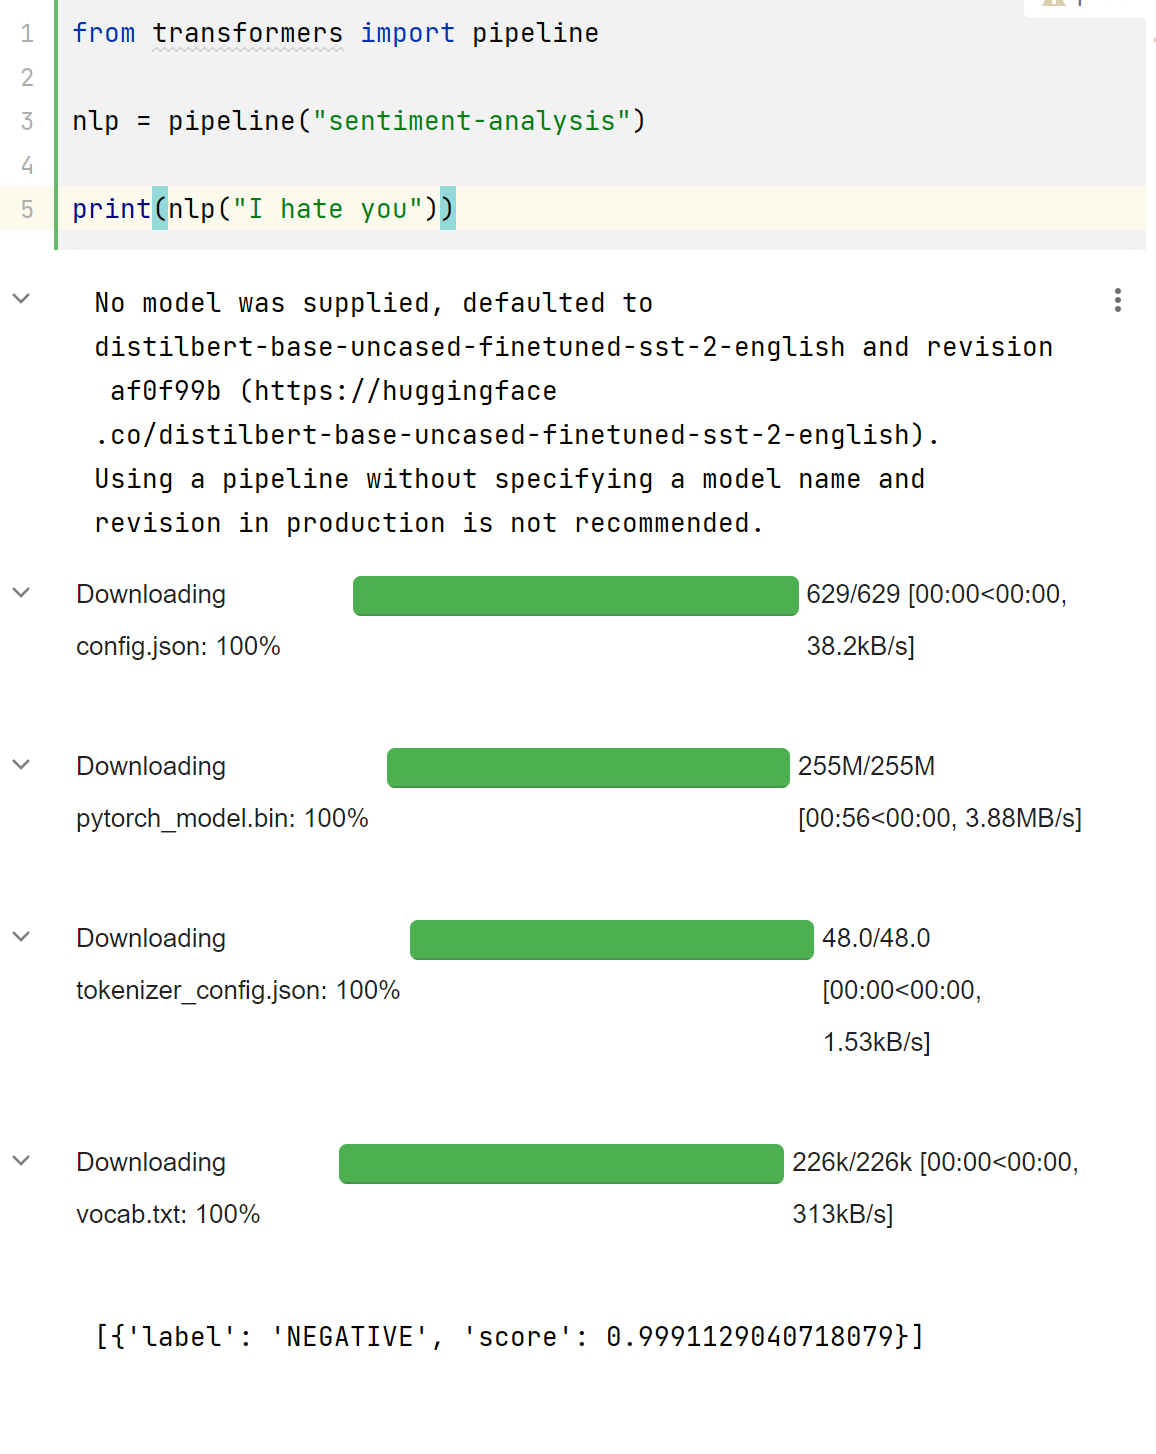 1 from transformers import pipeline
2
3 nlp = pipeline("sentiment-analysis")
4
5 print(nlp("I hate you"))
No model was supplied, defaulted to
distilbert-base-uncased-finetuned-sst-2-english and revision
af0f99b (https://huggingface
.co/distilbert-base-uncased-finetuned-sst-2-english).
Using a pipeline without specifying a model name and
revision in production is not recommended.
Downloading
config.json: 100%
629/629 [00:00<00:00,
38.2kB/s]
Downloading
pytorch_model.bin: 100%
255M/255M
[00:56<00:00, 3.88MB/s]
Downloading
tokenizer_config.json: 100%
48.0/48.0
[00:00<00:00,
1.53kB/s]
Downloading
vocab.txt: 100%
226k/226k [00:00<00:00,
313kB/s]
[{'label': 'NEGATIVE', 'score': 0.9991129040718079}]